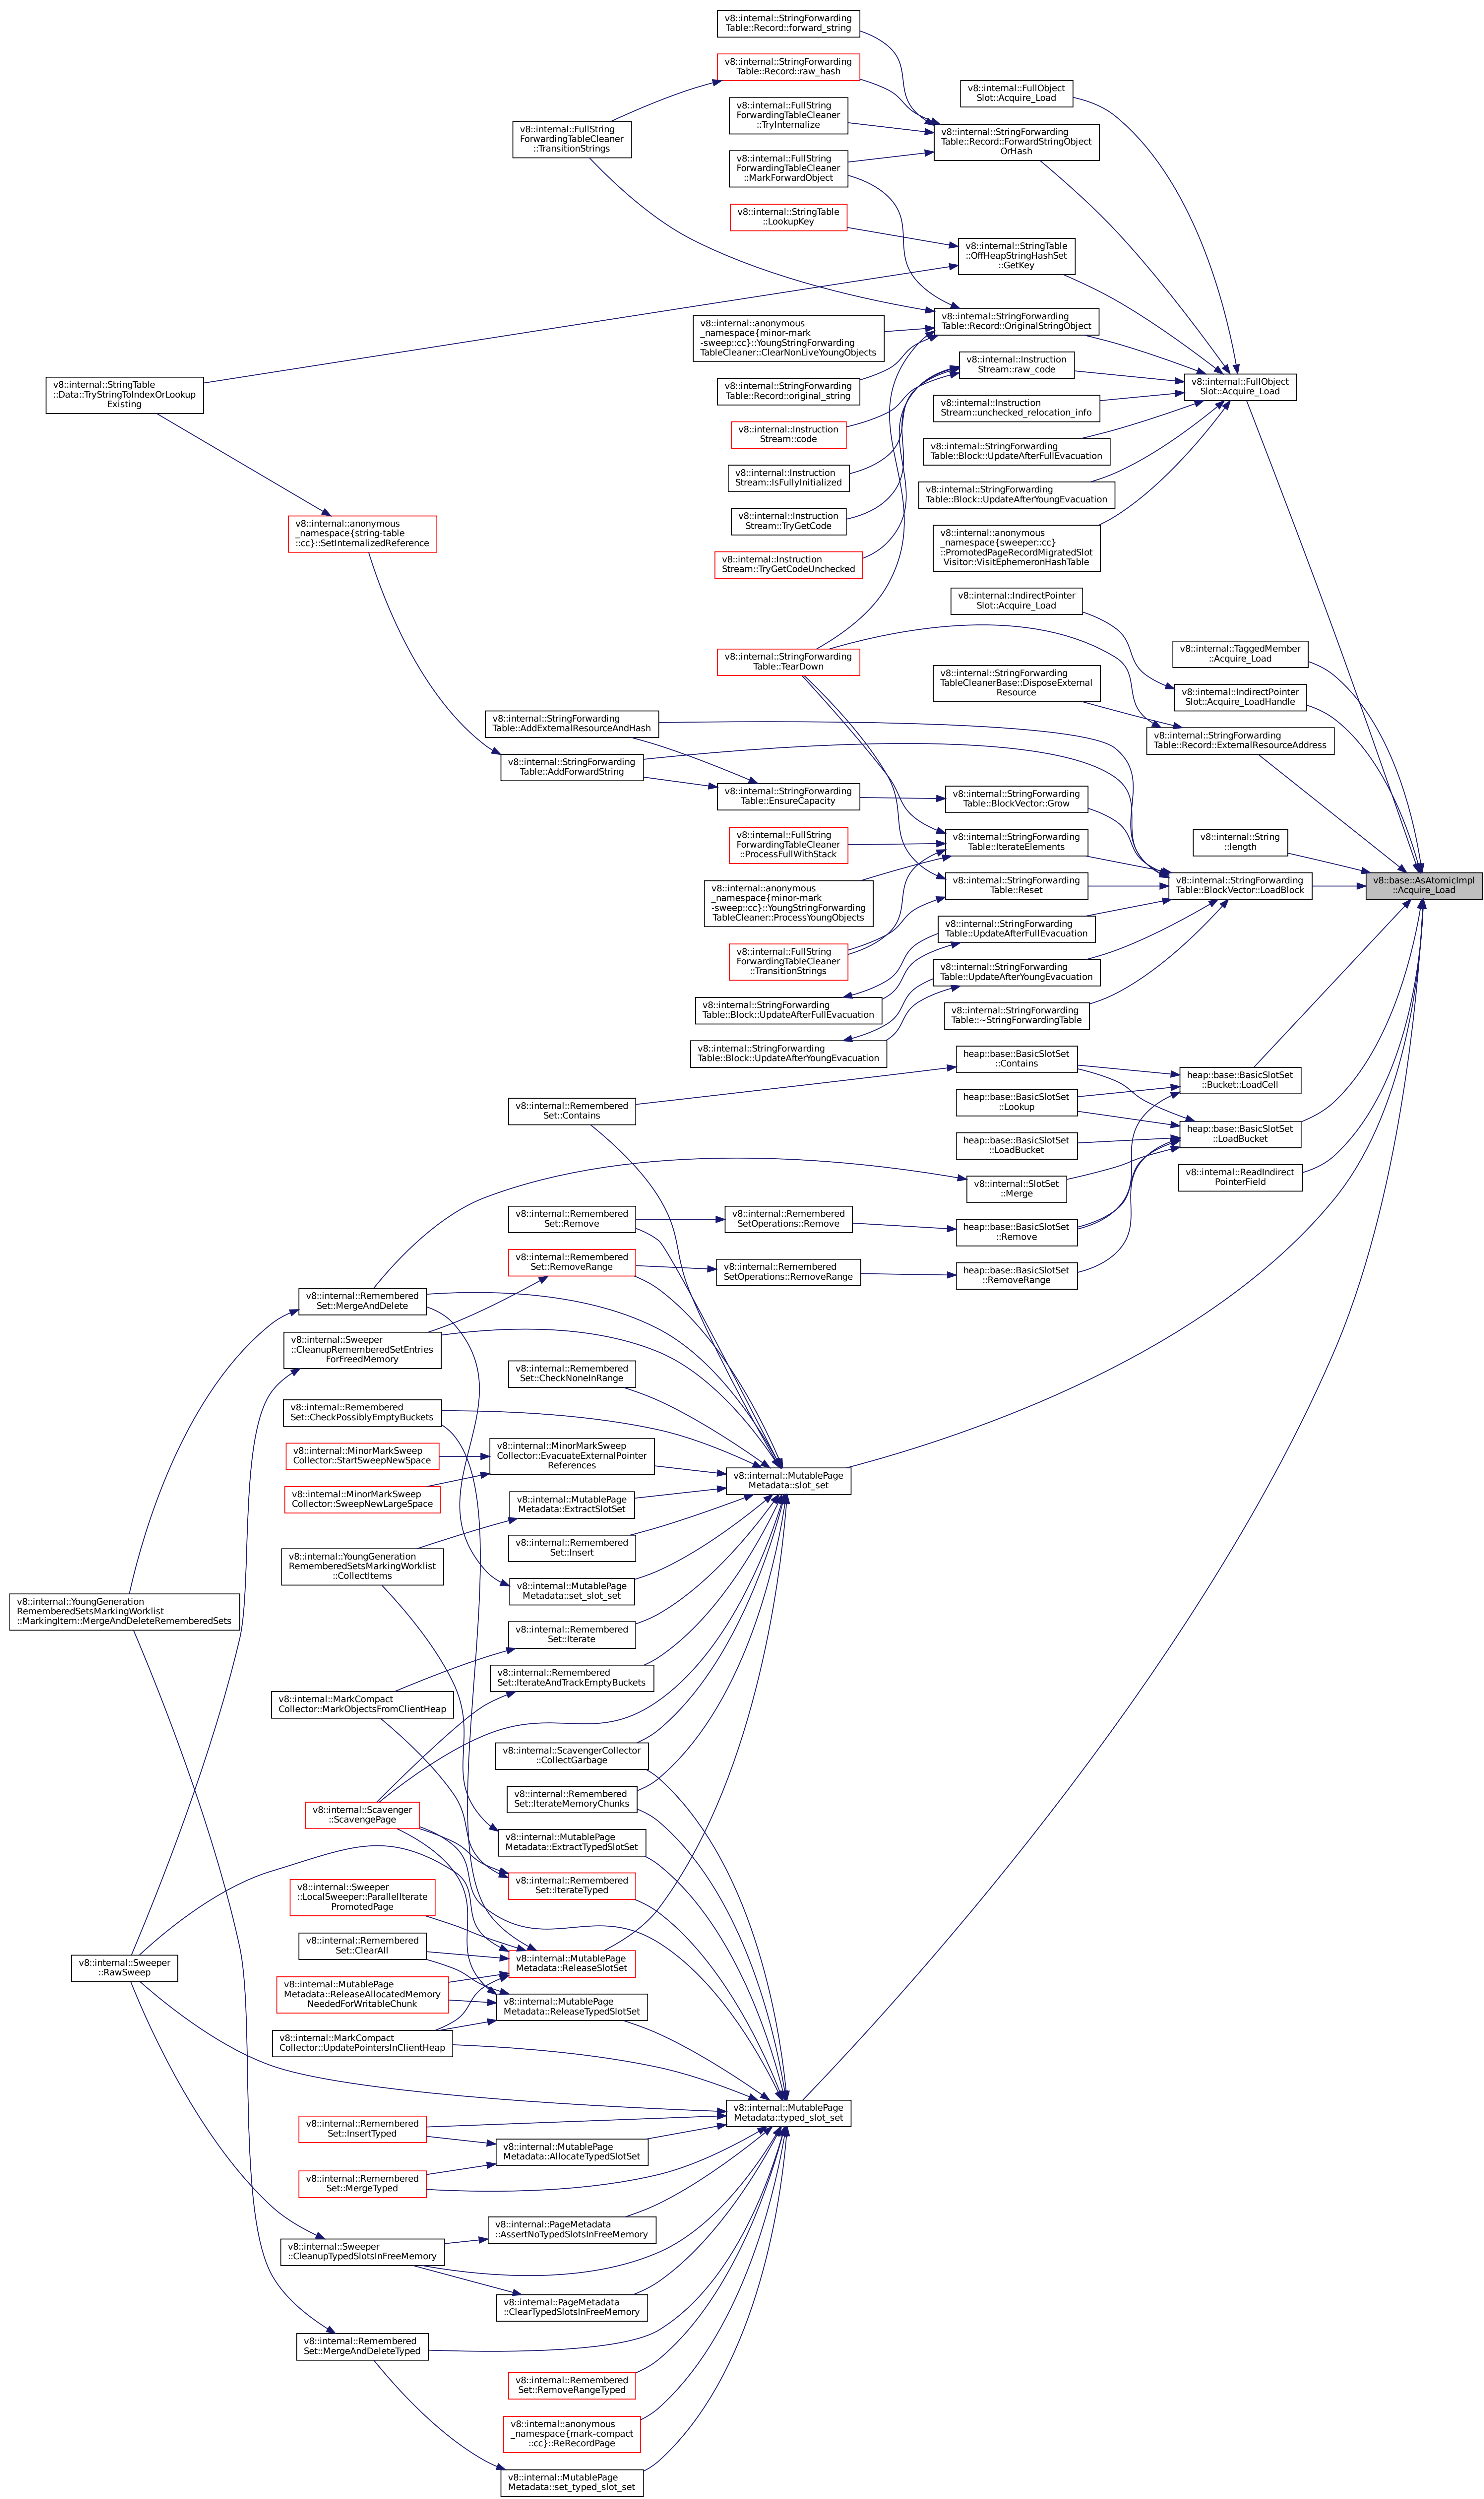 v8::internal::StringForwarding
Table::Record::forward_string
v8::internal::StringForwarding
Table::Record::raw_hash
v8::internal::FullObject
Slot::Acquire_Load
v8::internal::FullString
ForwardingTableCleaner
::TryInternalize
v8::internal::FullString
ForwardingTableCleaner
::TransitionStrings
v8::internal::StringForwarding
Table::Record::ForwardStringObject
OrHash
v8::internal::FullString
ForwardingTableCleaner
::MarkForwardObject
v8::internal::StringTable
::LookupKey
v8::internal::StringTable
::OffHeapStringHashSet
::GetKey
v8::internal::StringForwarding
Table::Record::OriginalStringObject
v8::internal::anonymous
_namespace{minor-mark
-sweep::cc}::YoungStringForwarding
TableCleaner::ClearNonLiveYoungObjects
v8::internal::Instruction
Stream::raw_code
v8::internal::FullObject
Slot::Acquire_Load
v8::internal::StringTable
::Data::TryStringToIndexOrLookup
Existing
v8::internal::StringForwarding
Table::Record::original_string
v8::internal::Instruction
Stream::unchecked_relocation_info
v8::internal::Instruction
Stream::code
v8::internal::StringForwarding
Table::Block::UpdateAfterFullEvacuation
v8::internal::Instruction
Stream::IsFullyInitialized
v8::internal::StringForwarding
Table::Block::UpdateAfterYoungEvacuation
v8::internal::Instruction
Stream::TryGetCode
v8::internal::anonymous
_namespace{string-table
::cc}::SetInternalizedReference
v8::internal::anonymous
_namespace{sweeper::cc}
::PromotedPageRecordMigratedSlot
Visitor::VisitEphemeronHashTable
v8::internal::Instruction
Stream::TryGetCodeUnchecked
v8::internal::IndirectPointer
Slot::Acquire_Load
v8::internal::TaggedMember
::Acquire_Load
v8::internal::StringForwarding
Table::TearDown
v8::internal::StringForwarding
TableCleanerBase::DisposeExternal
Resource
v8::internal::IndirectPointer
Slot::Acquire_LoadHandle
v8::internal::StringForwarding
Table::AddExternalResourceAndHash
v8::internal::StringForwarding
Table::Record::ExternalResourceAddress
v8::internal::StringForwarding
Table::AddForwardString
v8::internal::StringForwarding
Table::EnsureCapacity
v8::internal::StringForwarding
Table::BlockVector::Grow
v8::internal::FullString
ForwardingTableCleaner
::ProcessFullWithStack
v8::internal::StringForwarding
Table::IterateElements
v8::internal::String
::length
v8::internal::anonymous
_namespace{minor-mark
-sweep::cc}::YoungStringForwarding
TableCleaner::ProcessYoungObjects
v8::internal::StringForwarding
Table::Reset
v8::internal::StringForwarding
Table::BlockVector::LoadBlock
v8::base::AsAtomicImpl
::Acquire_Load
v8::internal::StringForwarding
Table::UpdateAfterFullEvacuation
v8::internal::FullString
ForwardingTableCleaner
::TransitionStrings
v8::internal::StringForwarding
Table::UpdateAfterYoungEvacuation
v8::internal::StringForwarding
Table::Block::UpdateAfterFullEvacuation
v8::internal::StringForwarding
Table::~StringForwardingTable
v8::internal::StringForwarding
Table::Block::UpdateAfterYoungEvacuation
heap::base::BasicSlotSet
::Contains
heap::base::BasicSlotSet
::Bucket::LoadCell
v8::internal::Remembered
Set::Contains
heap::base::BasicSlotSet
::Lookup
heap::base::BasicSlotSet
::LoadBucket
heap::base::BasicSlotSet
::LoadBucket
v8::internal::SlotSet
::Merge
v8::internal::ReadIndirect
PointerField
v8::internal::Remembered
Set::Remove
v8::internal::Remembered
SetOperations::Remove
heap::base::BasicSlotSet
::Remove
v8::internal::Remembered
Set::RemoveRange
v8::internal::Remembered
SetOperations::RemoveRange
heap::base::BasicSlotSet
::RemoveRange
v8::internal::Remembered
Set::MergeAndDelete
v8::internal::Sweeper
::CleanupRememberedSetEntries
ForFreedMemory
v8::internal::Remembered
Set::CheckNoneInRange
v8::internal::Remembered
Set::CheckPossiblyEmptyBuckets
v8::internal::MinorMarkSweep
Collector::StartSweepNewSpace
v8::internal::MinorMarkSweep
Collector::EvacuateExternalPointer
References
v8::internal::MutablePage
Metadata::slot_set
v8::internal::MinorMarkSweep
Collector::SweepNewLargeSpace
v8::internal::MutablePage
Metadata::ExtractSlotSet
v8::internal::Remembered
Set::Insert
v8::internal::YoungGeneration
RememberedSetsMarkingWorklist
::CollectItems
v8::internal::MutablePage
Metadata::set_slot_set
v8::internal::YoungGeneration
RememberedSetsMarkingWorklist
::MarkingItem::MergeAndDeleteRememberedSets
v8::internal::Remembered
Set::Iterate
v8::internal::Remembered
Set::IterateAndTrackEmptyBuckets
v8::internal::MarkCompact
Collector::MarkObjectsFromClientHeap
v8::internal::ScavengerCollector
::CollectGarbage
v8::internal::Remembered
Set::IterateMemoryChunks
v8::internal::Scavenger
::ScavengePage
v8::internal::MutablePage
Metadata::ExtractTypedSlotSet
v8::internal::Remembered
Set::IterateTyped
v8::internal::Sweeper
::LocalSweeper::ParallelIterate
PromotedPage
v8::internal::Remembered
Set::ClearAll
v8::internal::MutablePage
Metadata::ReleaseSlotSet
v8::internal::Sweeper
::RawSweep
v8::internal::MutablePage
Metadata::ReleaseAllocatedMemory
NeededForWritableChunk
v8::internal::MutablePage
Metadata::ReleaseTypedSlotSet
v8::internal::MarkCompact
Collector::UpdatePointersInClientHeap
v8::internal::MutablePage
Metadata::typed_slot_set
v8::internal::Remembered
Set::InsertTyped
v8::internal::MutablePage
Metadata::AllocateTypedSlotSet
v8::internal::Remembered
Set::MergeTyped
v8::internal::PageMetadata
::AssertNoTypedSlotsInFreeMemory
v8::internal::Sweeper
::CleanupTypedSlotsInFreeMemory
v8::internal::PageMetadata
::ClearTypedSlotsInFreeMemory
v8::internal::Remembered
Set::MergeAndDeleteTyped
v8::internal::Remembered
Set::RemoveRangeTyped
v8::internal::anonymous
_namespace{mark-compact
::cc}::ReRecordPage
v8::internal::MutablePage
Metadata::set_typed_slot_set